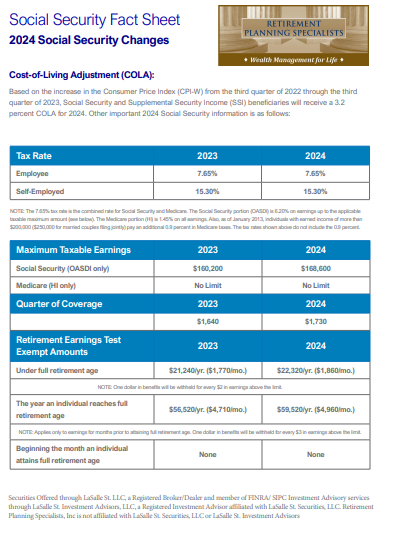 Social Security Fact Sheet
2024 Social Security Changes
RETIREMENT
PLANNING SPECIALISTS
♦ Wealth Management for Life ♦
Cost-of-Living Adjustment (COLA):
Based on the increase in the Consumer Price Index (CPI-W) from the third quarter of 2022 through the third
quarter of 2023, Social Security and Supplemental Security Income (SSI) beneficiaries will receive a 3.2
percent COLA for 2024. Other important 2024 Social Security information is as follows:
Tax Rate 2023 2024
Employee 7.65% 7.65%
Self-Employed 15.30% 15.30%
NOTE: The 7.65% tax rate is the combined rate for Social Security and Medicare. The Social Security portion (OASDI) is 6.20% on earnings up to the applicable
taxable maximum amount (see below). The Medicare portion (HI) is 1.45% on all earnings. Also, as of January 2013, individuals with earned income of more than
$200,000 ($250,000 for married couples filing jointly) pay an additional 0.9 percent in Medicare taxes. The tax rates shown above do not include the 0.9 percent.
Maximum Taxable Earnings 2023 2024
Social Security (OASDI only) $160,200 $168,600
Medicare (HI only) No Limit No Limit
Quarter of Coverage 2023 2024
$1,640 $1,730
Retirement Earnings Test
Exempt Amounts 2023 2024
Under full retirement age $21,240/yr. ($1,770/mo.) $22,320/yr. ($1,860/mo.)
NOTE: One dollar in benefits will be withheld for every $2 in earnings above the limit.
The year an individual reaches full
retirement age $56,520/yr. ($4,710/mo.) $59,520/yr. ($4,960/mo.)
NOTE: Applies only to earnings for months prior to attaining full retirement age. One dollar in benefits will be withheld for every $3 in earnings above the limit.
Beginning the month an individual
attains full retirement age None None
Securities Offered through LaSalle St. LLC, a Registered Broker/Dealer and member of FINRA/ SIPC Investment Advisory services
through LaSalle St. Investment Advisors, LLC, a Registered Investment Advisor affiliated with LaSalle St. Securities, LLC. Retirement
Planning Specialists, Inc is not affiliated with LaSalle St. Securities, LLC or LaSalle St. Investment Advisors